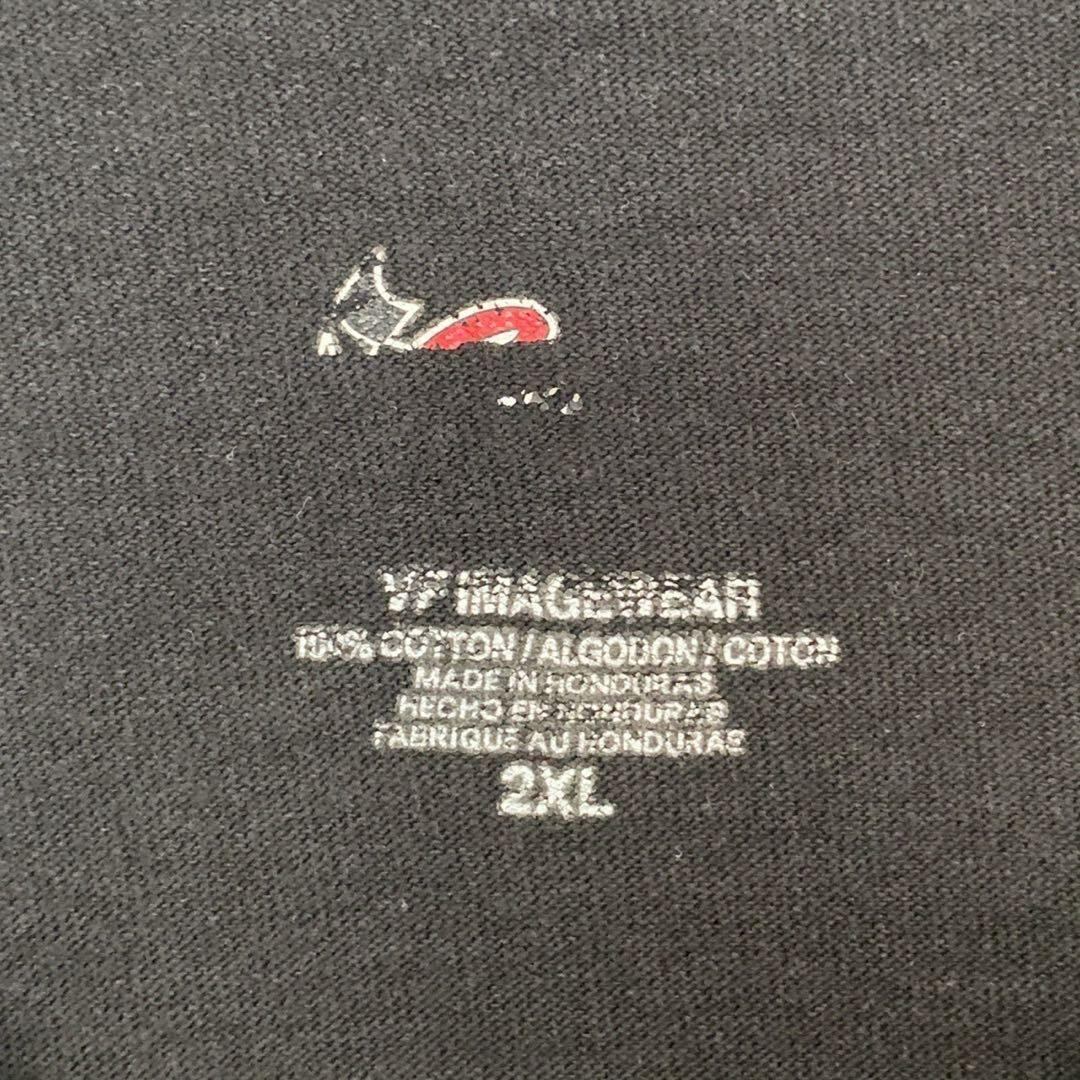 VF IMAGEWEAR
100% COTTON / ALGODON / COTON
MADE IN HONDURAS
HECHO EN HONDURAS
FABRIQUE AU HONDURAS
2XL